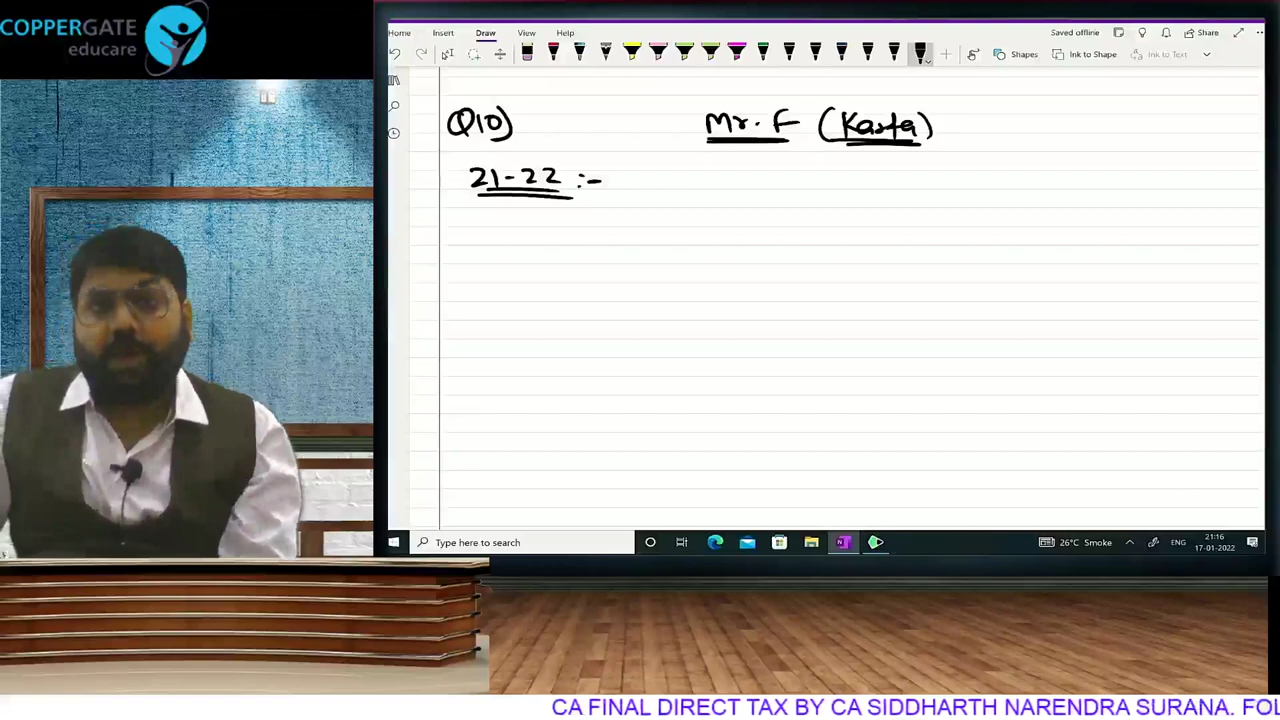 COPPERGATE
educare
Home Insert Draw View Help
Saved offline
Share
Shapes
Ink to Shape
Ink to Text
Q10) Mr. F (Karta)
21-22 :-
Type here to search
26°C Smoke
ENG
21:16
17-01-2022
CA FINAL DIRECT TAX BY CA SIDDHARTH NARENDRA SURANA. FOL